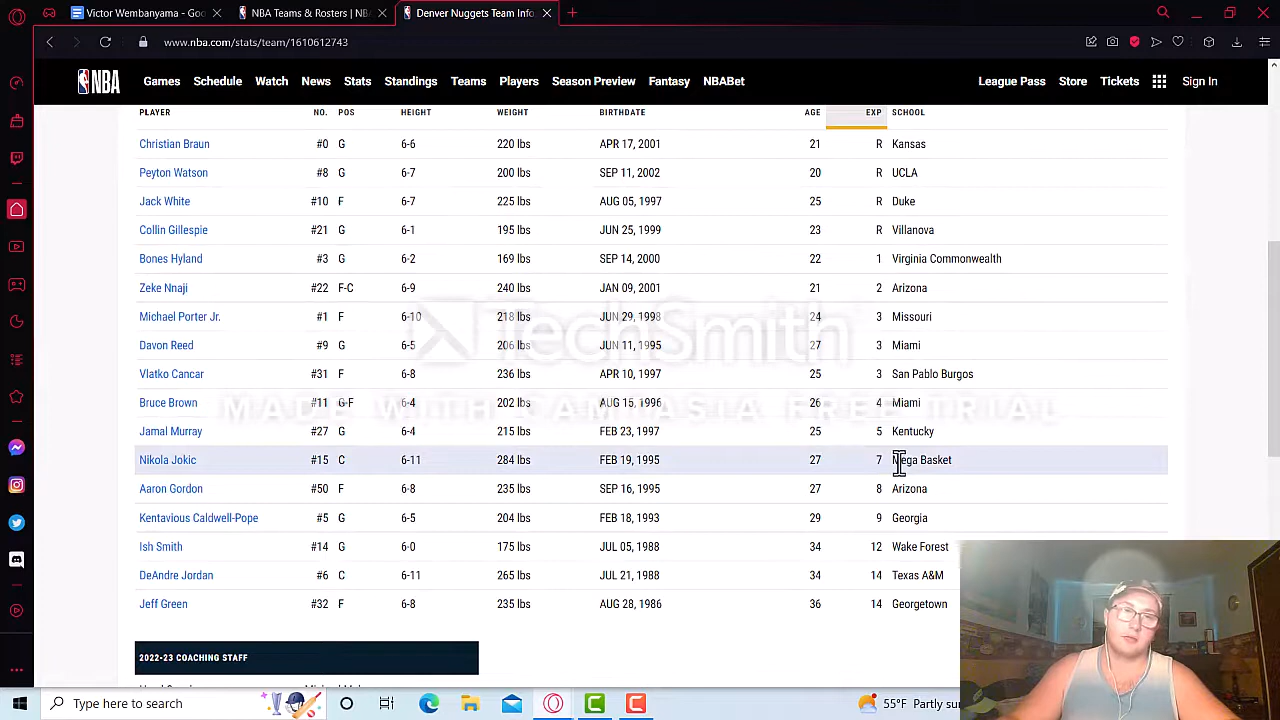 Victor Wembanyama - Goo
NBA Teams & Rosters | NB
Denver Nuggets Team Info
www.nba.com/stats/team/1610612743
NBA Games Schedule Watch News Stats Standings Teams Players Season Preview Fantasy NBABet League Pass Store Tickets Sign In
PLAYER NO. POS HEIGHT WEIGHT BIRTHDATE AGE EXP SCHOOL
Christian Braun #0 G 6-6 220 lbs APR 17, 2001 21 R Kansas
Peyton Watson #8 G 6-7 200 lbs SEP 11, 2002 20 R UCLA
Jack White #10 F 6-7 225 lbs AUG 05, 1997 25 R Duke
Collin Gillespie #21 G 6-1 195 lbs JUN 25, 1999 23 R Villanova
Bones Hyland #3 G 6-2 169 lbs SEP 14, 2000 22 1 Virginia Commonwealth
Zeke Nnaji #22 F-C 6-9 240 lbs JAN 09, 2001 21 2 Arizona
Michael Porter Jr. #1 F 6-10 218 lbs JUN 29, 1998 24 3 Missouri
TechSmith
Davon Reed #9 G 6-5 206 lbs JUN 11, 1995 27 3 Miami
Vlatko Cancar #31 F 6-8 236 lbs APR 10, 1997 25 3 San Pablo Burgos
Bruce Brown #11 G-F 6-4 202 lbs AUG 15, 1996 26 4 Miami
MADE WITH CAMTASIA FREE TRIAL
Jamal Murray #27 G 6-4 215 lbs FEB 23, 1997 25 5 Kentucky
Nikola Jokic #15 C 6-11 284 lbs FEB 19, 1995 27 7 Mega Basket
Aaron Gordon #50 F 6-8 235 lbs SEP 16, 1995 27 8 Arizona
Kentavious Caldwell-Pope #5 G 6-5 204 lbs FEB 18, 1993 29 9 Georgia
Ish Smith #14 G 6-0 175 lbs JUL 05, 1988 34 12 Wake Forest
DeAndre Jordan #6 C 6-11 265 lbs JUL 21, 1988 34 14 Texas A&M
Jeff Green #32 F 6-8 235 lbs AUG 28, 1986 36 14 Georgetown
2022-23 COACHING STAFF
Type here to search
55°F Partly su